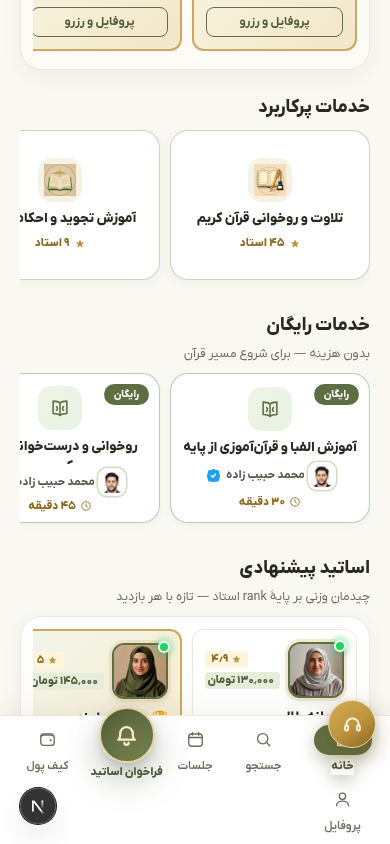 پروفایل و رزرو
پروفایل و رزرو
خدمات پرکاربرد
تلاوت و روخوانی قرآن کریم
۴۵ استاد
آموزش تجوید و احکام
۹ استاد
خدمات رایگان
بدون هزینه — برای شروع مسیر قرآن
رایگان
آموزش الفبا و قرآن‌آموزی از پایه
محمد حبیب زاده
۳۰ دقیقه
رایگان
روخوانی و درست‌خوانی
محمد حبیب زاده
۴۵ دقیقه
اساتید پیشنهادی
چیدمان وزنی بر پایهٔ rank استاد — تازه با هر بازدید
۴٫۹
۱۳۰٬۰۰۰ تومان
۵
۱۴۵٬۰۰۰ تومان
خانه
جستجو
جلسات
فراخوان اساتید
کیف پول
پروفایل
N